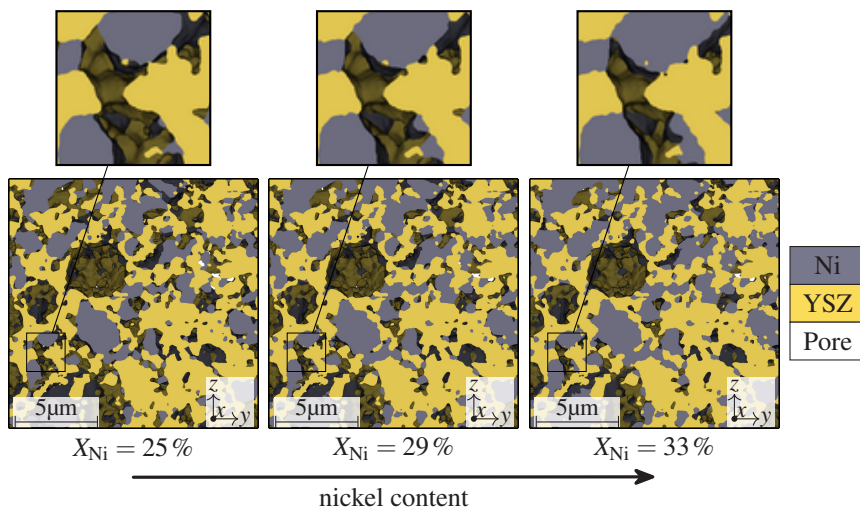 Ni
YSZ
Pore
5μm
z
x
y
5μm
z
x
y
5μm
z
x
y
X_Ni = 25 %
X_Ni = 29 %
X_Ni = 33 %
nickel content